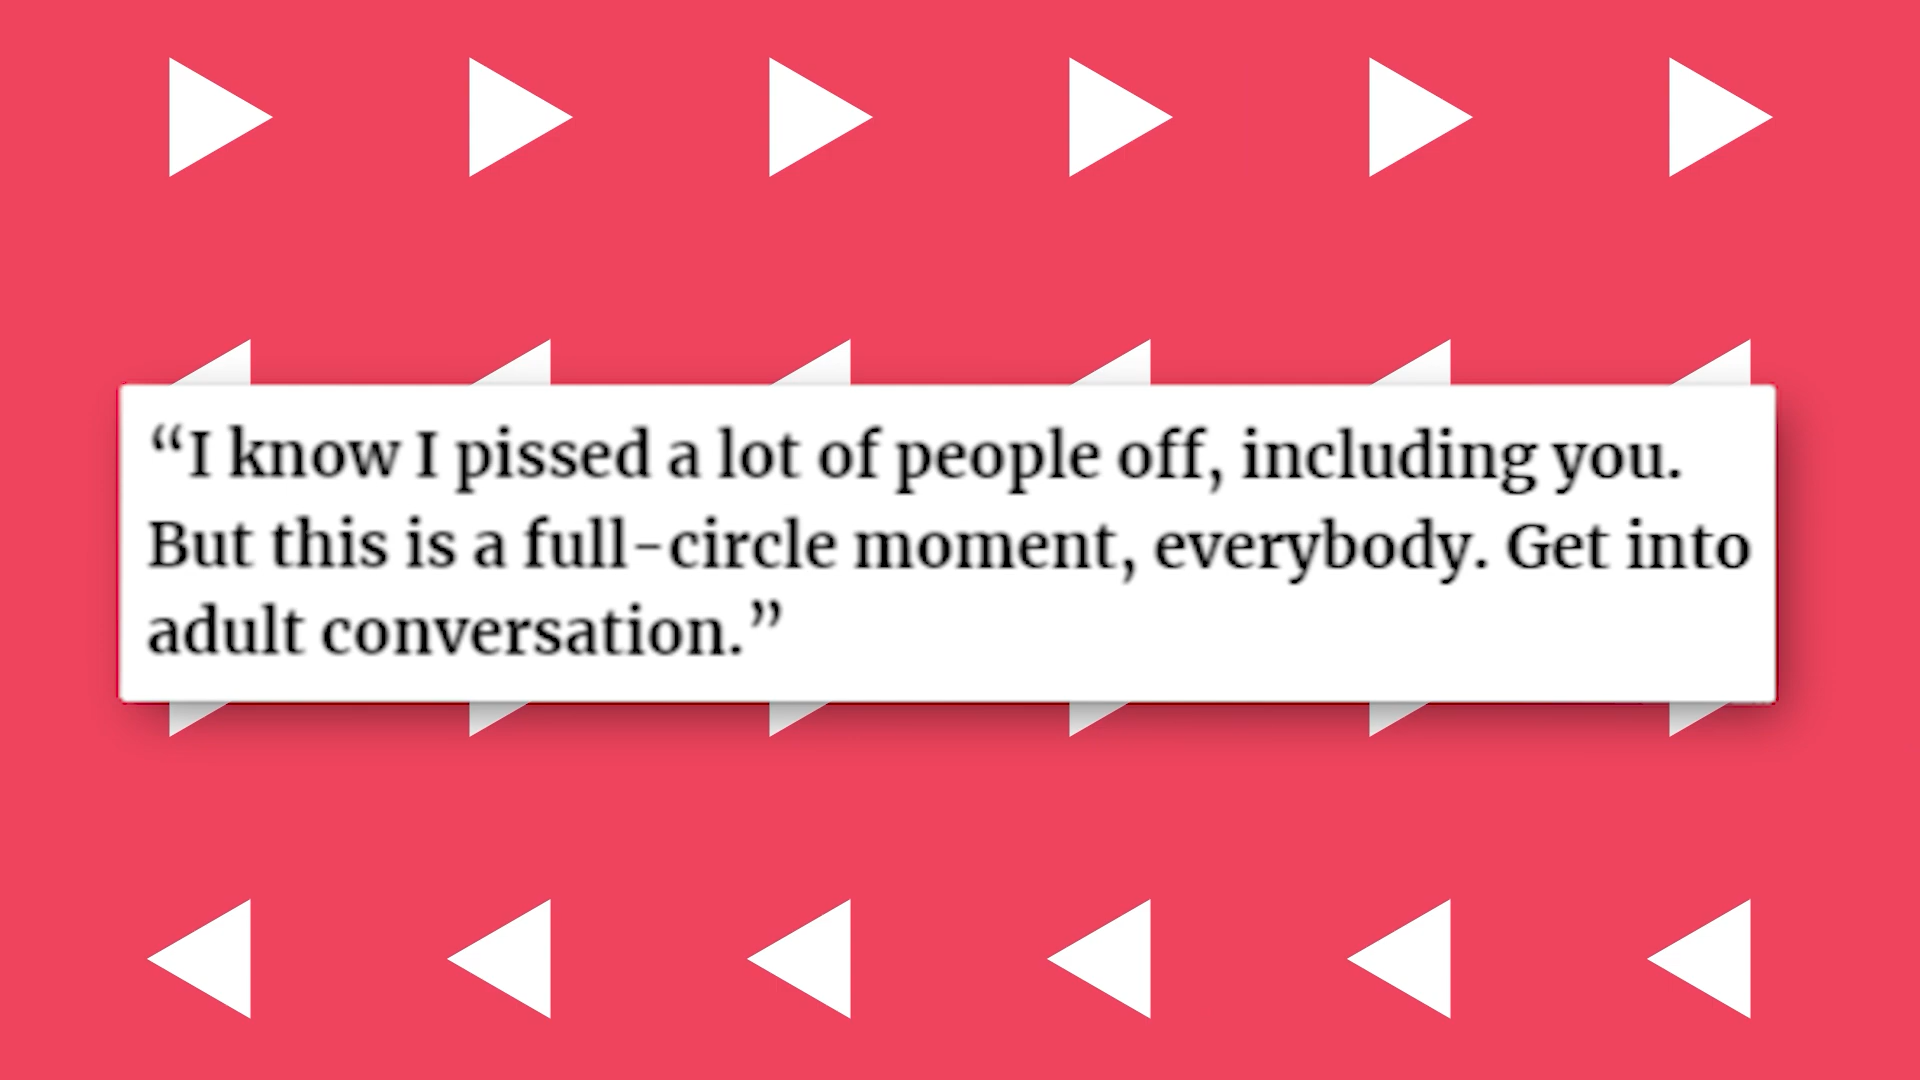 “I know I pissed a lot of people off, including you.
But this is a full-circle moment, everybody. Get into
adult conversation.”